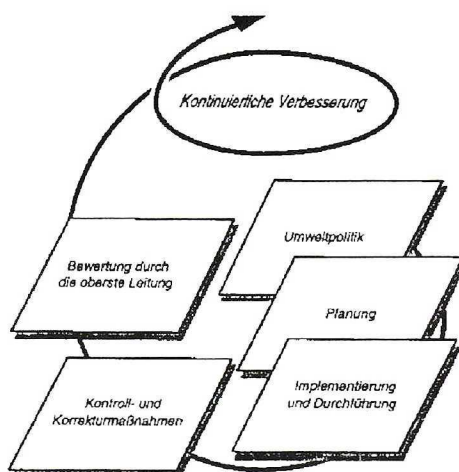 Kontinuierliche Verbesserung
Umweltpolitik
Planung
Implementierung
und Durchführung
Kontroll- und
Korrekturmaßnahmen
Bewertung durch
die oberste Leitung